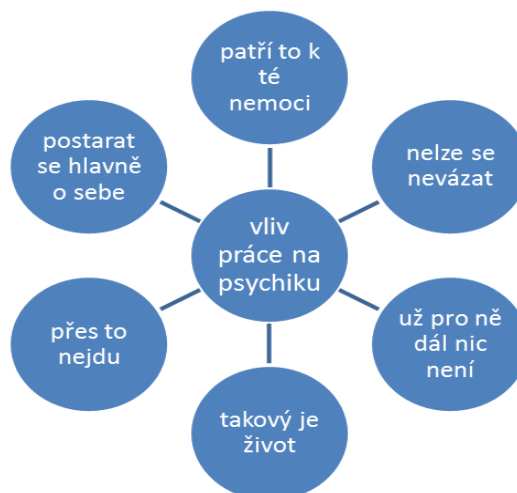 patří to k
té
nemoci
postarat
se hlavně
o sebe
nelze se
nevázat
vliv
práce na
psychiku
přes to
nejdu
už pro ně
dál nic
není
takový je
život